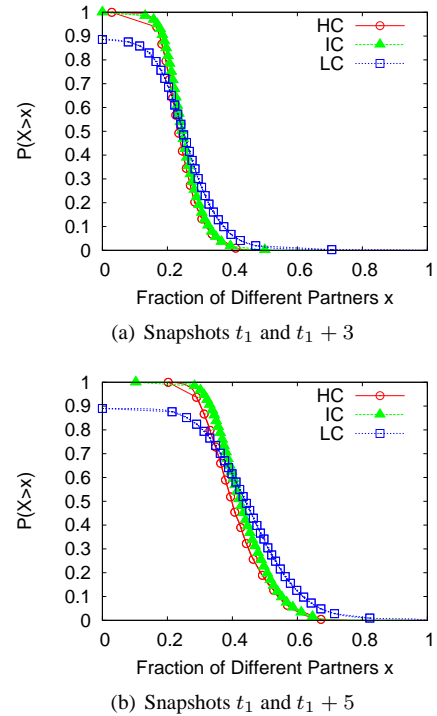 1
0.9
0.8
0.7
0.6
0.5
0.4
0.3
0.2
0.1
0
P(X>x)
HC
IC
LC
0 0.2 0.4 0.6 0.8 1
Fraction of Different Partners x
(a) Snapshots t₁ and t₁ + 3
1
0.9
0.8
0.7
0.6
0.5
0.4
0.3
0.2
0.1
0
P(X>x)
HC
IC
LC
0 0.2 0.4 0.6 0.8 1
Fraction of Different Partners x
(b) Snapshots t₁ and t₁ + 5